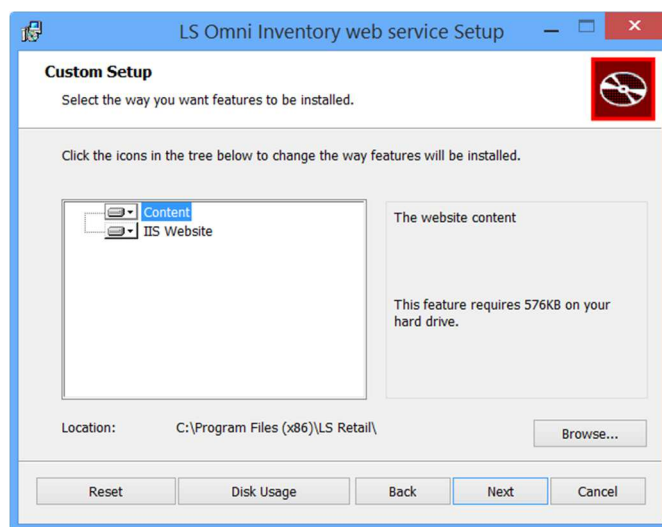 LS Omni Inventory web service Setup
Custom Setup
Select the way you want features to be installed.
Click the icons in the tree below to change the way features will be installed.
Content
IIS Website
The website content
This feature requires 576KB on your
hard drive.
Location: C:\Program Files (x86)\LS Retail\
Browse...
Reset Disk Usage Back Next Cancel